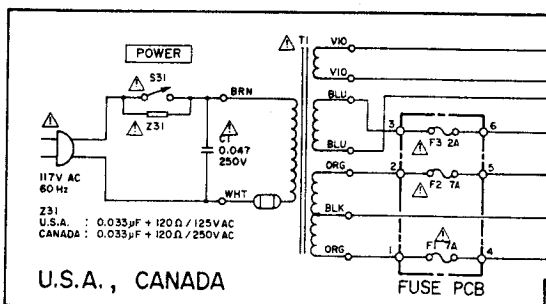 POWER
S31
Z31
BRN
C1
0.047
250V
WHT
117V AC
60 Hz
Z31
U.S.A. : 0.033µF + 120Ω / 125VAC
CANADA : 0.033µF + 120Ω / 250VAC
U.S.A., CANADA
T1
VIO
VIO
BLU
BLU
ORG
BLK
ORG
3
F3 2A
6
2
F2 7A
5
1
F1 7A
4
FUSE PCB